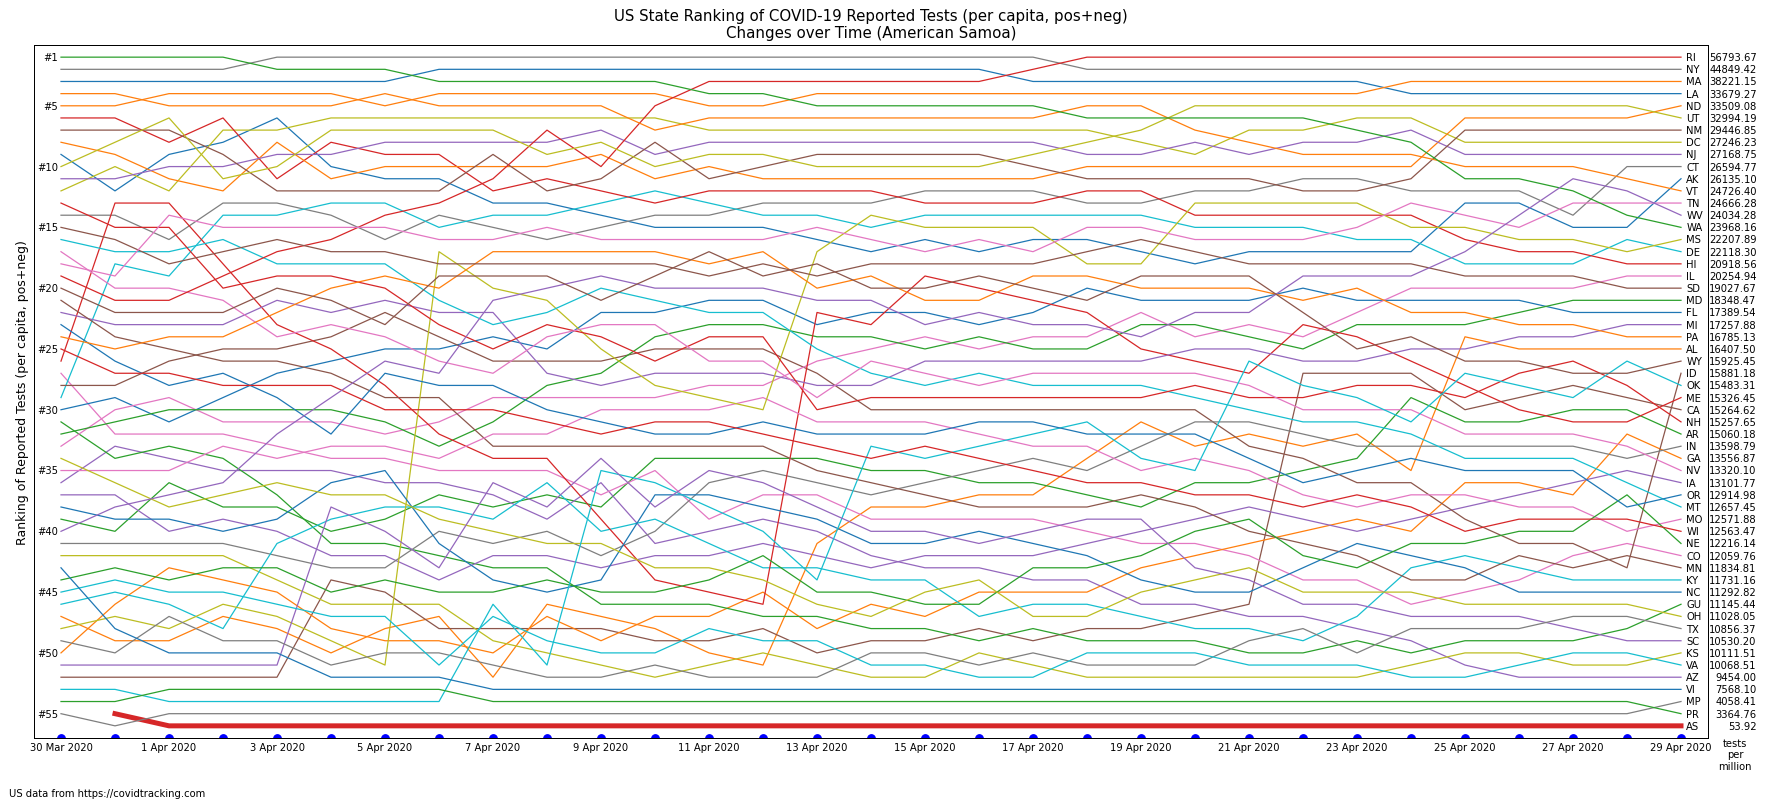 US State Ranking of COVID-19 Reported Tests (per capita, pos+neg)
Changes over Time (American Samoa)
Ranking of Reported Tests (per capita, pos+neg)
#1
#5
#10
#15
#20
#25
#30
#35
#40
#45
#50
#55
RI 56793.67
NY 44849.42
MA 38221.15
LA 33679.27
ND 33509.08
UT 32994.19
NM 29446.85
DC 27246.23
NJ 27168.75
CT 26594.77
AK 26135.10
VT 24726.40
TN 24666.28
WV 24034.28
WA 23968.16
MS 22207.89
DE 22118.30
HI 20918.56
IL 20254.94
SD 19027.67
MD 18348.47
FL 17389.54
MI 17257.88
PA 16785.13
AL 16407.50
WY 15925.45
ID 15881.18
OK 15483.31
ME 15326.45
CA 15264.62
NH 15257.65
AR 15060.18
IN 13598.79
GA 13556.87
NV 13320.10
IA 13101.77
OR 12914.98
MT 12657.45
MO 12571.88
WI 12563.47
NE 12216.14
CO 12059.76
MN 11834.81
KY 11731.16
NC 11292.82
GU 11145.44
OH 11028.05
TX 10856.37
SC 10530.20
KS 10111.51
VA 10068.51
AZ 9454.00
VI 7568.10
MP 4058.41
PR 3364.76
AS 53.92
30 Mar 2020 1 Apr 2020 3 Apr 2020 5 Apr 2020 7 Apr 2020 9 Apr 2020 11 Apr 2020 13 Apr 2020 15 Apr 2020 17 Apr 2020 19 Apr 2020 21 Apr 2020 23 Apr 2020 25 Apr 2020 27 Apr 2020 29 Apr 2020
tests
per
million
US data from https://covidtracking.com